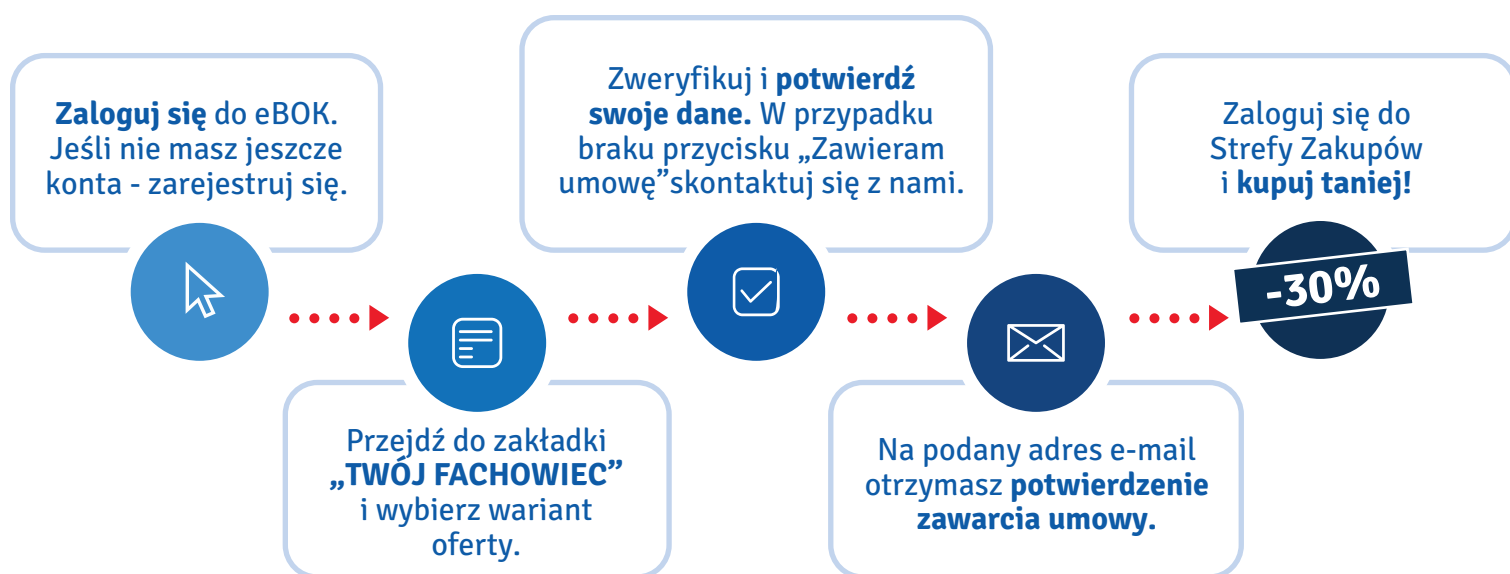 Zaloguj się do eBOK.
Jeśli nie masz jeszcze
konta - zarejestruj się.
Przejdź do zakładki
„TWÓJ FACHOWIEC”
i wybierz wariant
oferty.
Zweryfikuj i potwierdź
swoje dane. W przypadku
braku przycisku „Zawieram
umowę”skontaktuj się z nami.
Na podany adres e-mail
otrzymasz potwierdzenie
zawarcia umowy.
Zaloguj się do
Strefy Zakupów
i kupuj taniej!
-30%